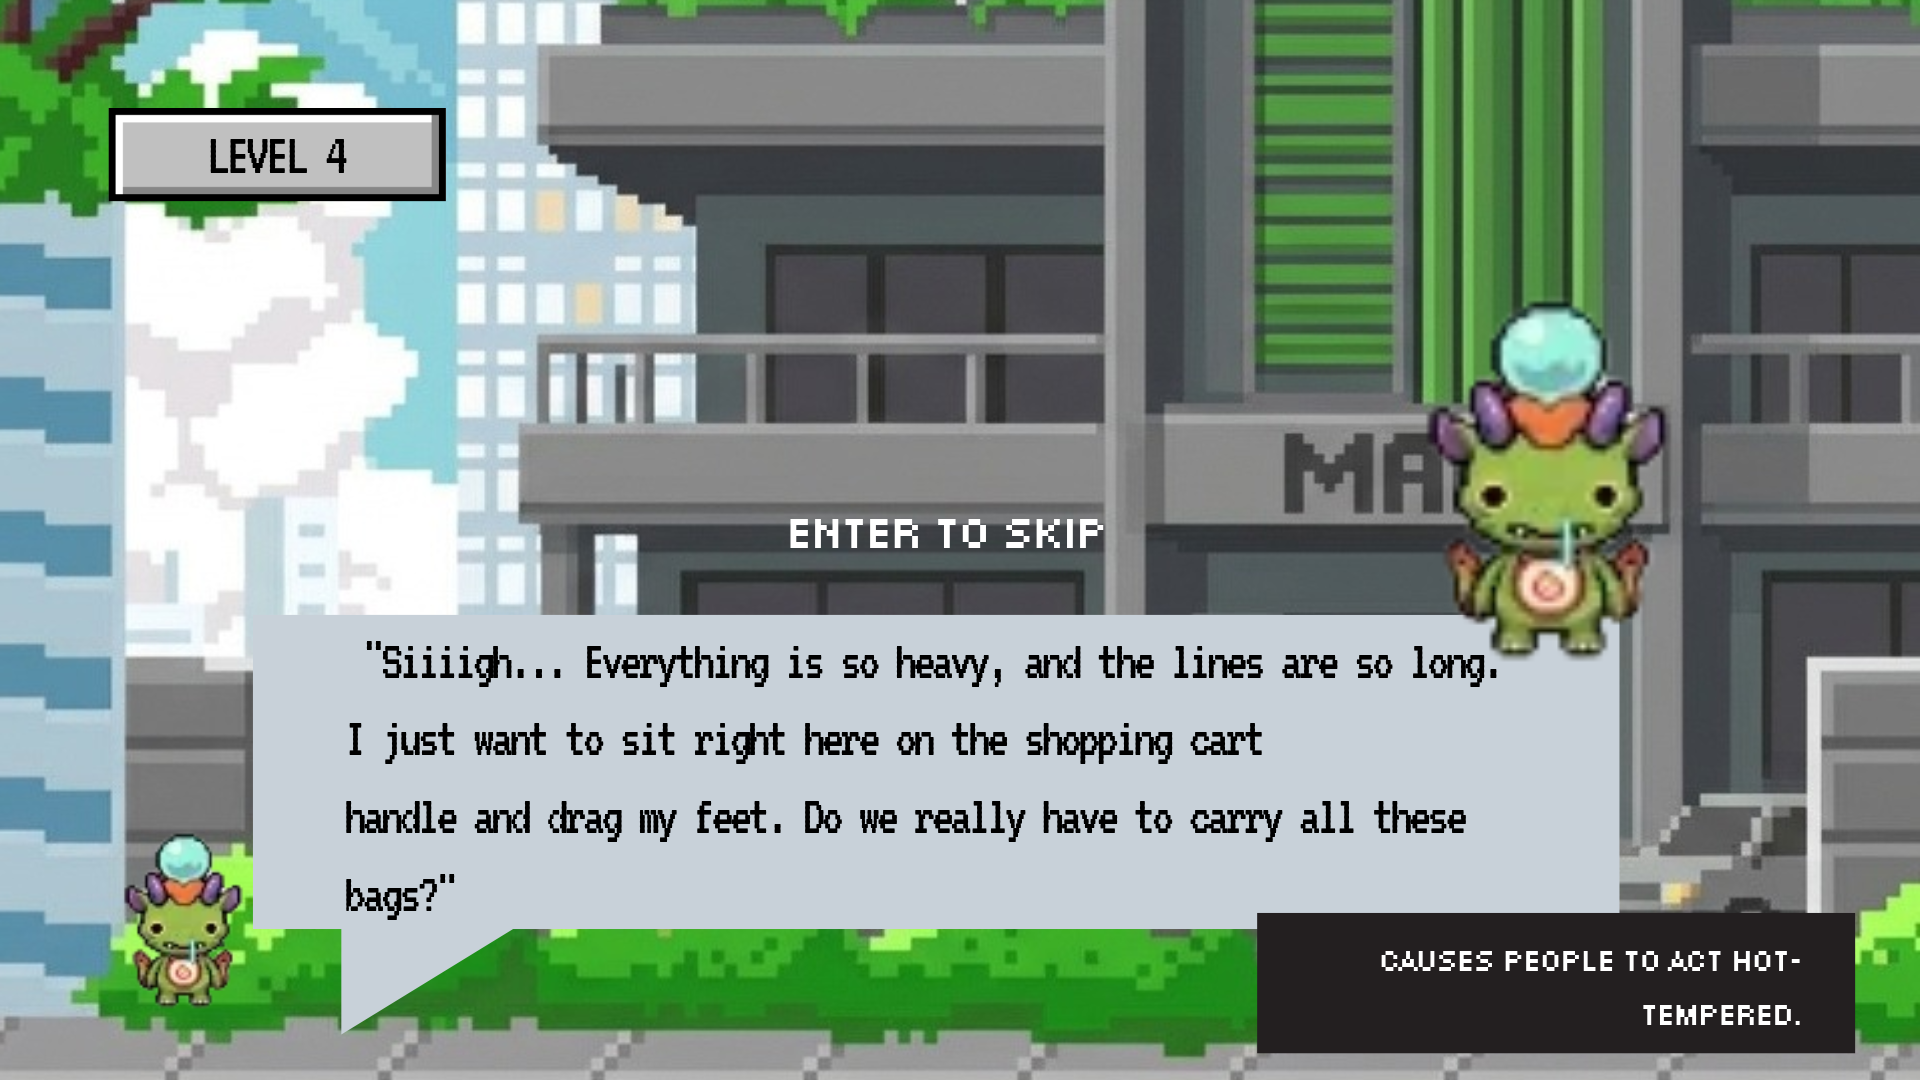 LEVEL 4
MA
ENTER TO SKIP
"Siiiigh... Everything is so heavy, and the lines are so long.
I just want to sit right here on the shopping cart
handle and drag my feet. Do we really have to carry all these
bags?"
CAUSES PEOPLE TO ACT HOT-
TEMPERED.